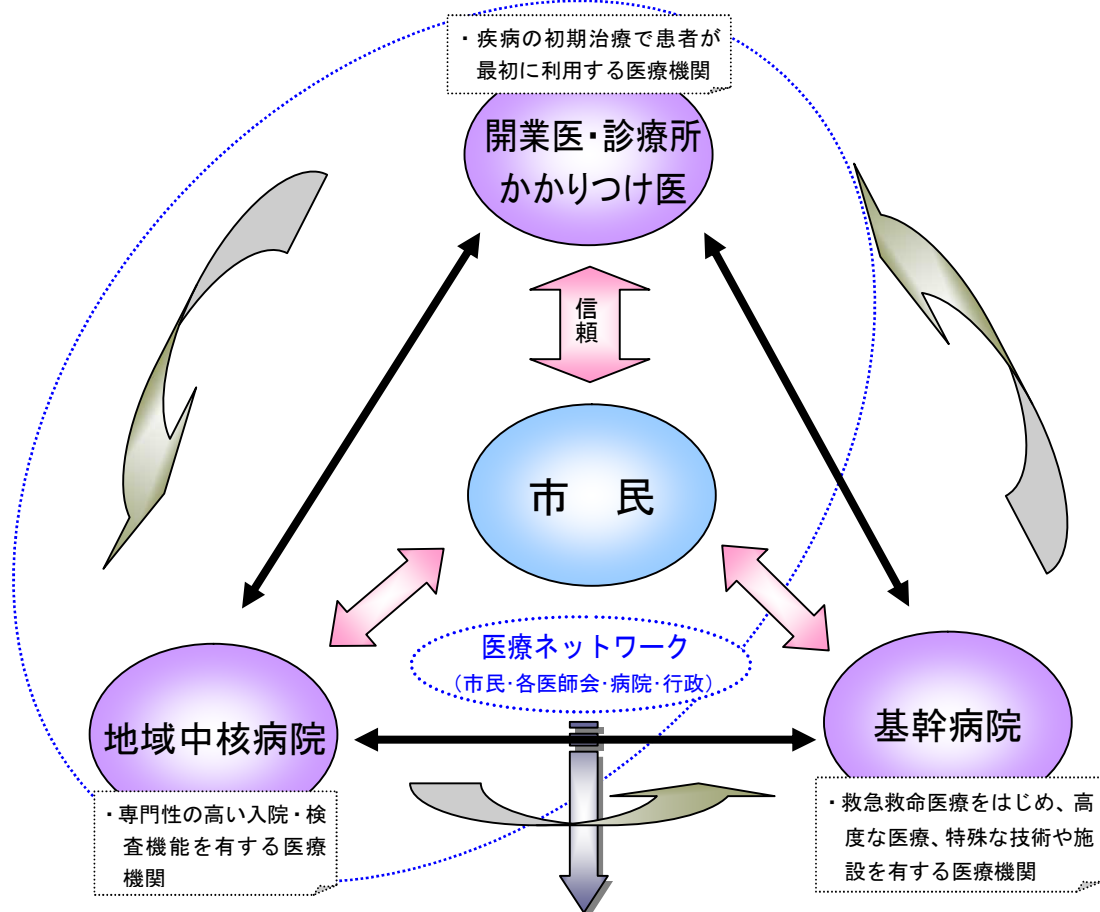 ・疾病の初期治療で患者が
最初に利用する医療機関
開業医・診療所
かかりつけ医
信
頼
市　民
医療ネットワーク
（市民・各医師会・病院・行政）
地域中核病院
基幹病院
・専門性の高い入院・検
査機能を有する医療
機関
・救急救命医療をはじめ、高
度な医療、特殊な技術や施
設を有する医療機関